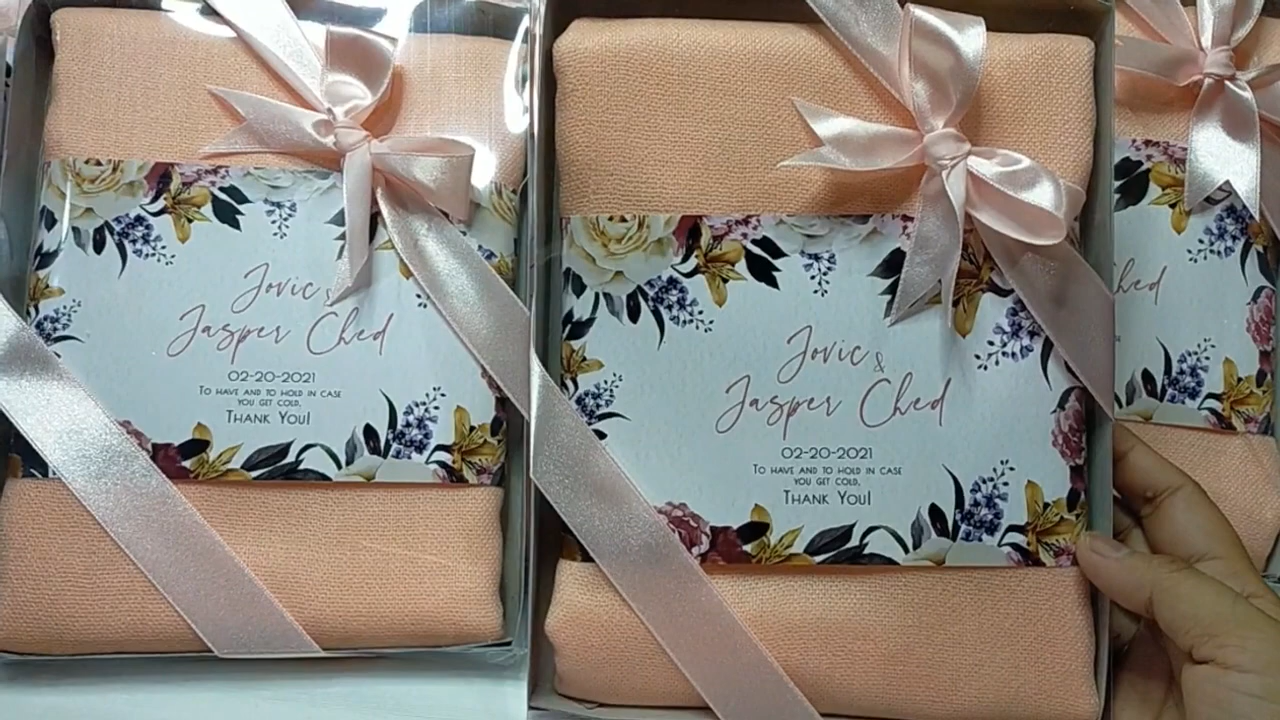 Jovic &
Jasper Ched
02-20-2021
TO HAVE AND TO HOLD IN CASE
YOU GET COLD.
THANK YOU!
Jovic &
Jasper Ched
02-20-2021
TO HAVE AND TO HOLD IN CASE
YOU GET COLD.
THANK YOU!
Ched